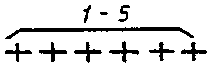 1-5
+ + + + + +